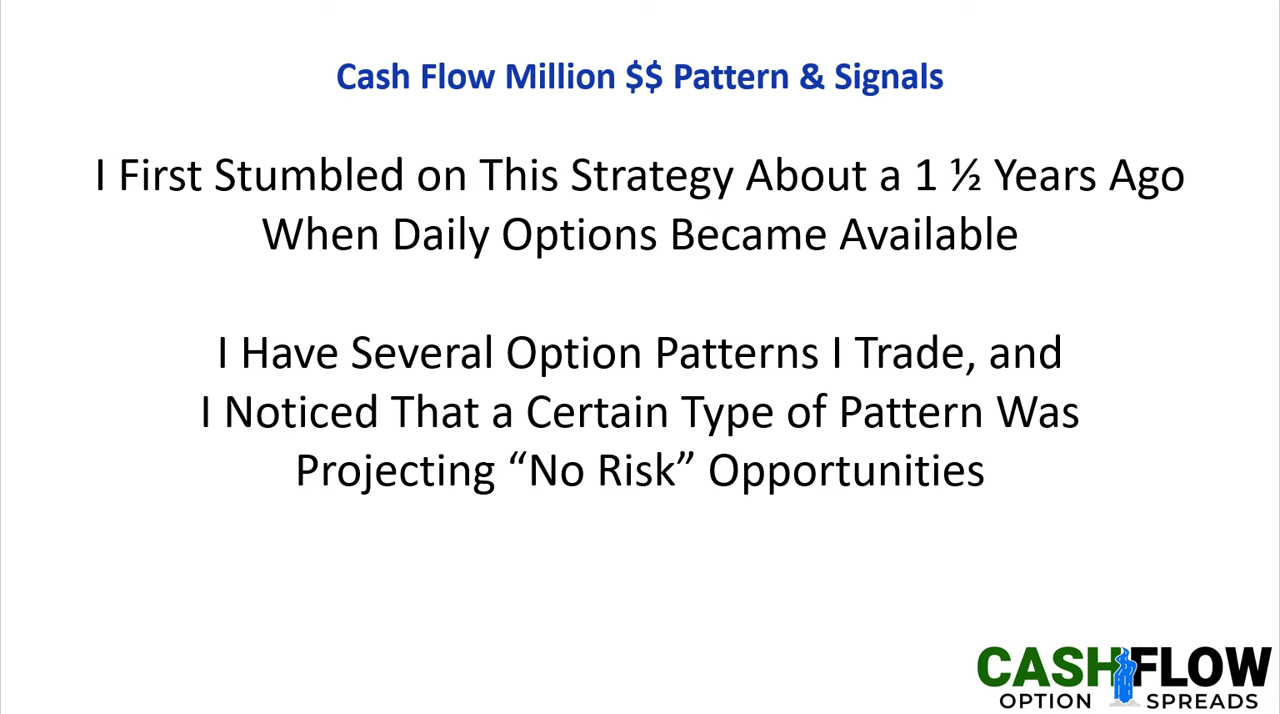 Cash Flow Million $$ Pattern & Signals
I First Stumbled on This Strategy About a 1 ½ Years Ago
When Daily Options Became Available
I Have Several Option Patterns I Trade, and
I Noticed That a Certain Type of Pattern Was
Projecting “No Risk” Opportunities
CASH FLOW
OPTION SPREADS